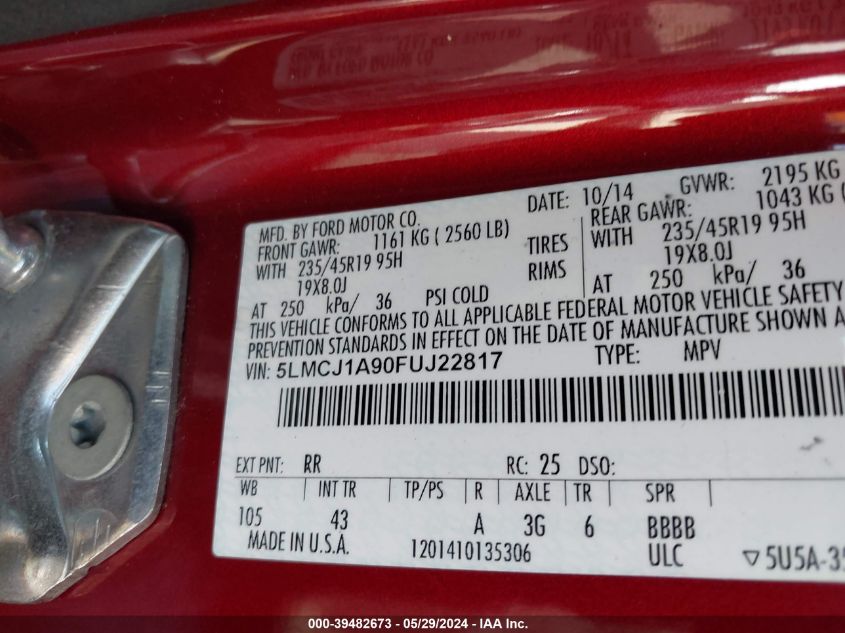 MFD. BY FORD MOTOR CO. DATE: 10/14 GVWR: 2195 KG
FRONT GAWR: 1161 KG ( 2560 LB) REAR GAWR: 1043 KG (
WITH 235/45R19 95H TIRES WITH 235/45R19 95H
19X8.0J RIMS 19X8.0J
AT 250 kPa/ 36 PSI COLD AT 250 kPa/ 36
THIS VEHICLE CONFORMS TO ALL APPLICABLE FEDERAL MOTOR VEHICLE SAFETY
PREVENTION STANDARDS IN EFFECT ON THE DATE OF MANUFACTURE SHOWN A
VIN: 5LMCJ1A90FUJ22817 TYPE: MPV
EXT PNT: RR RC: 25 DSO:
WB INT TR TP/PS R AXLE TR SPR
105 43 A 3G 6 BBBB
MADE IN U.S.A. 1201410135306 ULC ▽5U5A-35
000-39482673 - 05/29/2024 - IAA Inc.